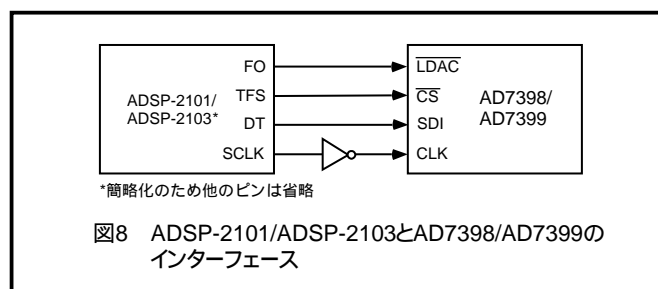 FO
TFS
DT
SCLK
ADSP-2101/
ADSP-2103*
LDAC
CS
SDI
CLK
AD7398/
AD7399
*簡略化のため他のピンは省略
図8 ADSP-2101/ADSP-2103とAD7398/AD7399の
インターフェース